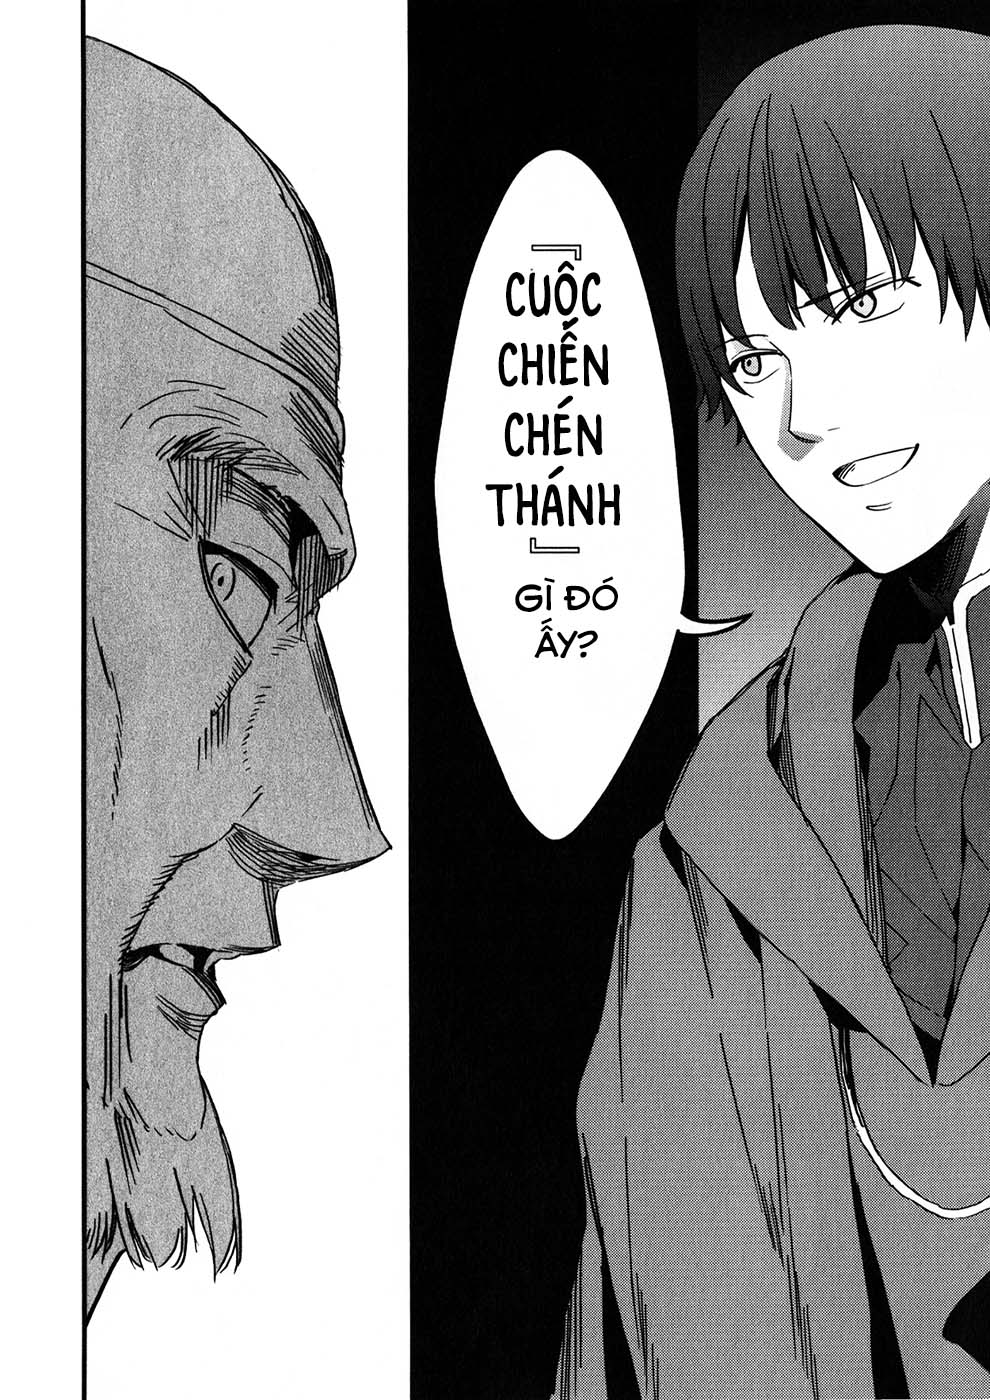 『
CUỘC
CHIẾN
CHÉN
THÁNH
』
GÌ ĐÓ
ẤY?